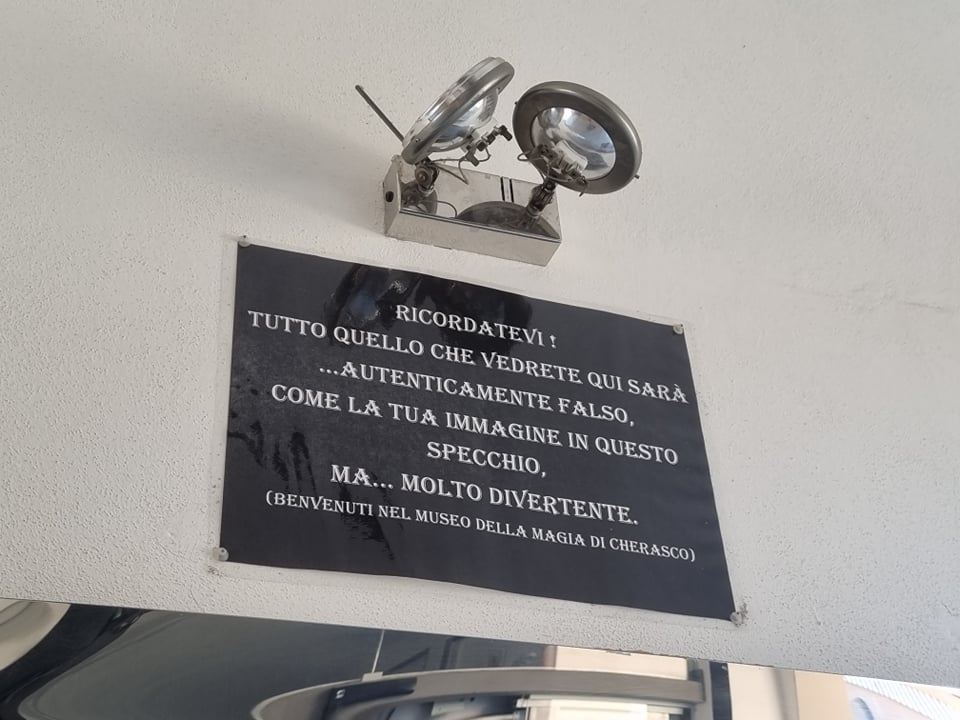 RICORDATEVI !
TUTTO QUELLO CHE VEDRETE QUI SARÀ
...AUTENTICAMENTE FALSO,
COME LA TUA IMMAGINE IN QUESTO
SPECCHIO,
MA... MOLTO DIVERTENTE.
(BENVENUTI NEL MUSEO DELLA MAGIA DI CHERASCO)